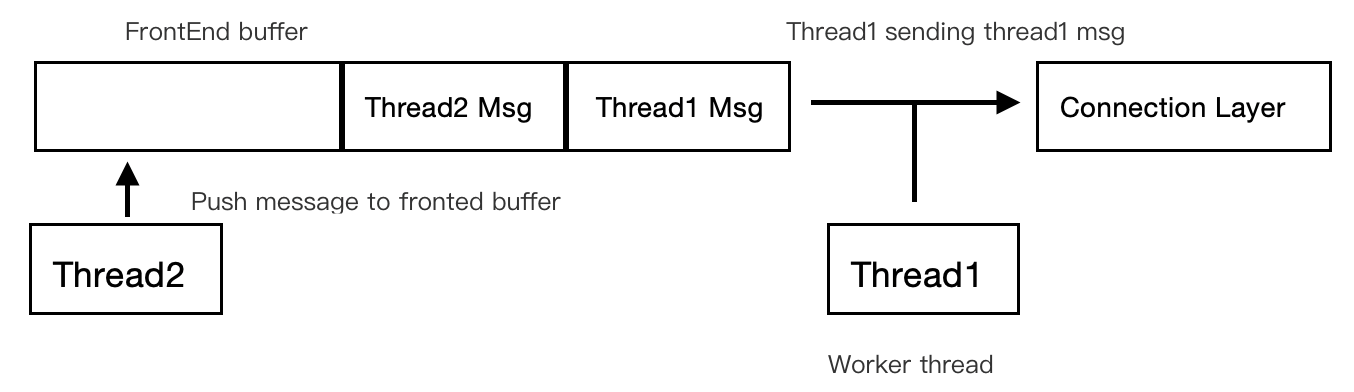 FrontEnd buffer
Thread1 sending thread1 msg
Thread2 Msg
Thread1 Msg
Connection Layer
Push message to fronted buffer
Thread2
Thread1
Worker thread